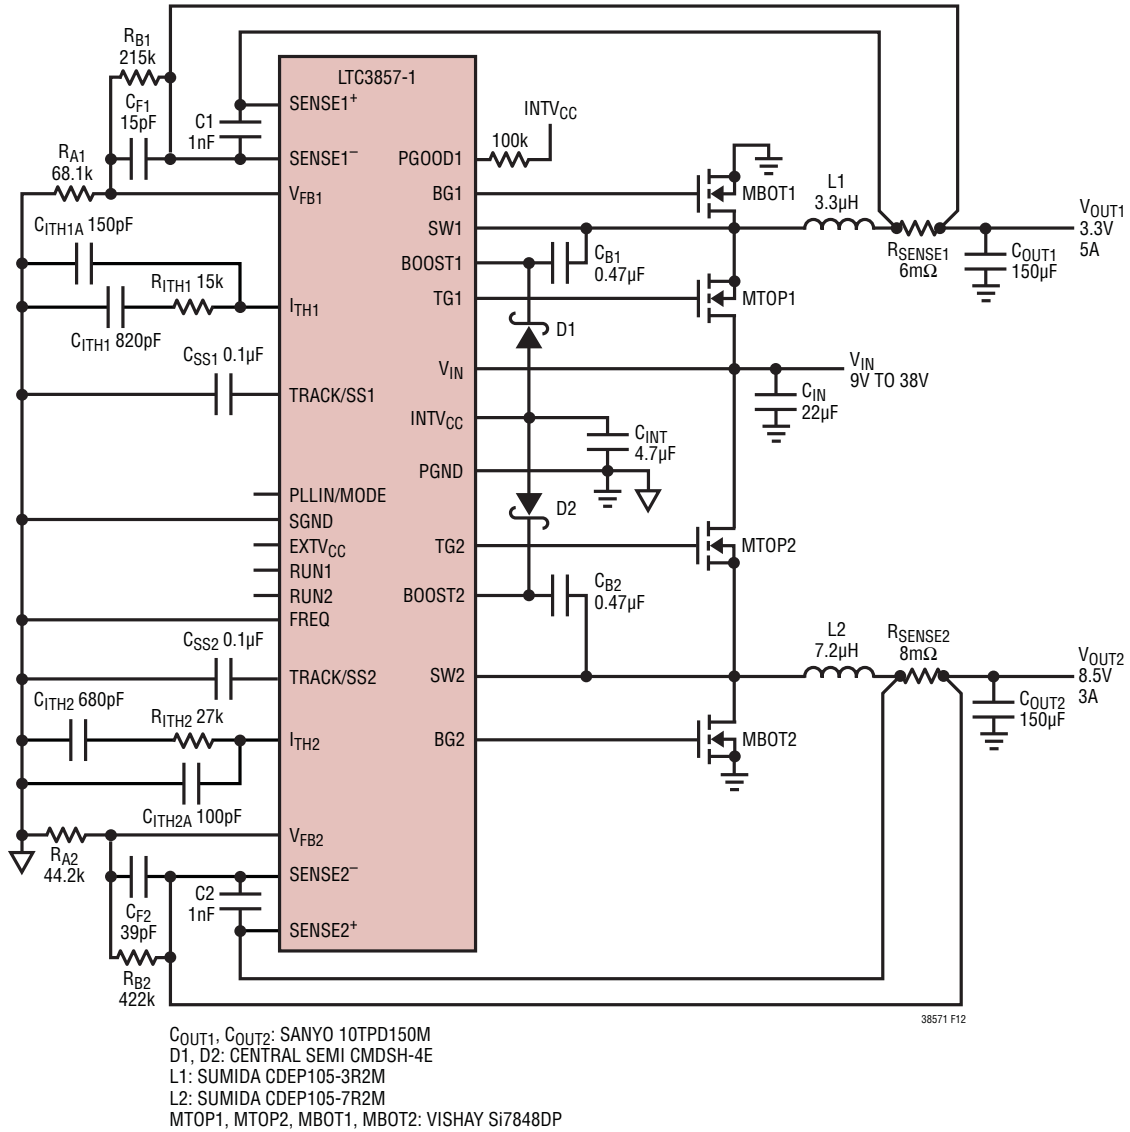 RB1
215k
CF1
15pF
RA1
68.1k
C1
1nF
LTC3857-1
SENSE1+
SENSE1–
VFB1
INTVCC
100k
PGOOD1
BG1
SW1
BOOST1
TG1
MBOT1
L1
3.3µH
RSENSE1
6mΩ
VOUT1
3.3V
5A
COUT1
150µF
CITH1A 150pF
RITH1 15k
CITH1 820pF
ITH1
CB1
0.47µF
MTOP1
D1
CSS1 0.1µF
TRACK/SS1
VIN
VIN
9V TO 38V
CIN
22µF
INTVCC
CINT
4.7µF
PGND
PLLIN/MODE
SGND
EXTVCC
RUN1
RUN2
FREQ
D2
TG2
MTOP2
BOOST2
CB2
0.47µF
CSS2 0.1µF
TRACK/SS2
SW2
L2
7.2µH
RSENSE2
8mΩ
VOUT2
8.5V
3A
COUT2
150µF
CITH2 680pF
RITH2 27k
ITH2
BG2
MBOT2
CITH2A 100pF
VFB2
RA2
44.2k
SENSE2–
C2
1nF
CF2
39pF
SENSE2+
RB2
422k
38571 F12
COUT1, COUT2: SANYO 10TPD150M
D1, D2: CENTRAL SEMI CMDSH-4E
L1: SUMIDA CDEP105-3R2M
L2: SUMIDA CDEP105-7R2M
MTOP1, MTOP2, MBOT1, MBOT2: VISHAY Si7848DP